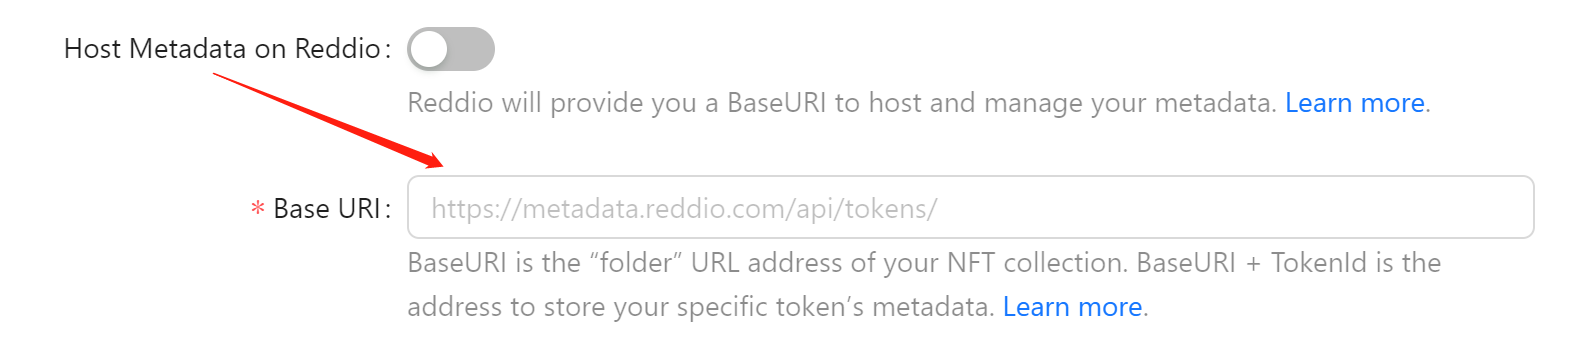 Host Metadata on Reddio:
Reddio will provide you a BaseURI to host and manage your metadata. Learn more.
* Base URI:
https://metadata.reddio.com/api/tokens/
BaseURI is the “folder” URL address of your NFT collection. BaseURI + TokenId is the
address to store your specific token’s metadata. Learn more.